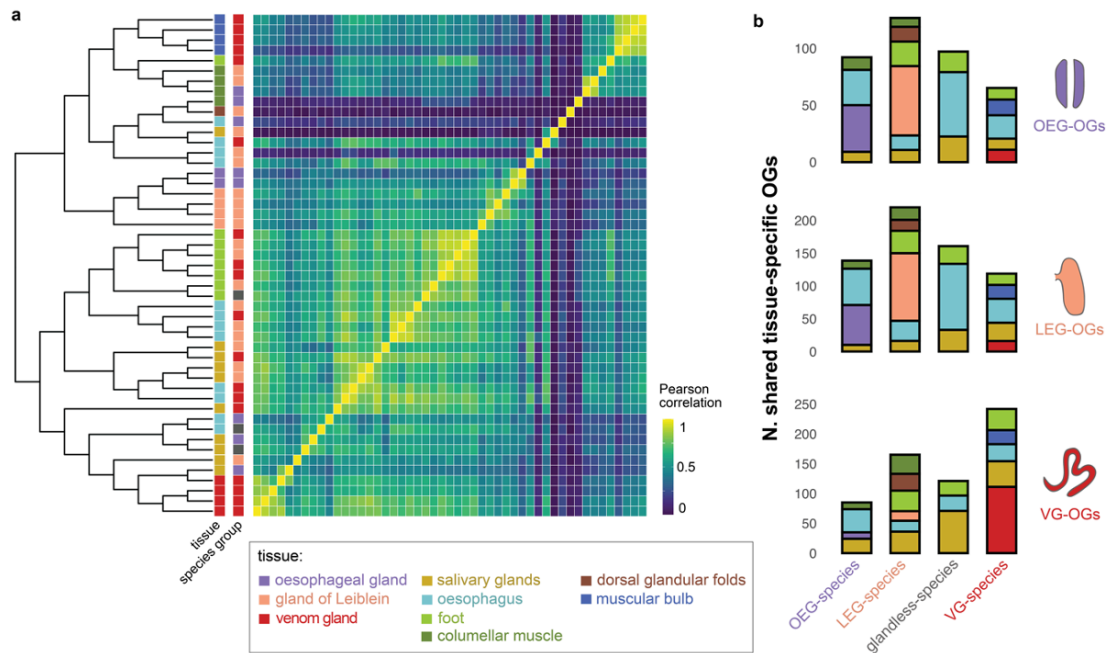 a
tissue
species group
Pearson
correlation
1
0.5
0
tissue:
oesophageal gland
gland of Leiblein
venom gland
salivary glands
oesophagus
foot
columellar muscle
dorsal glandular folds
muscular bulb
b
N. shared tissue-specific OGs
100
50
0
OEG-OGs
200
150
100
50
0
LEG-OGs
250
200
150
100
50
0
VG-OGs
OEG-species
LEG-species
glandless-species
VG-species